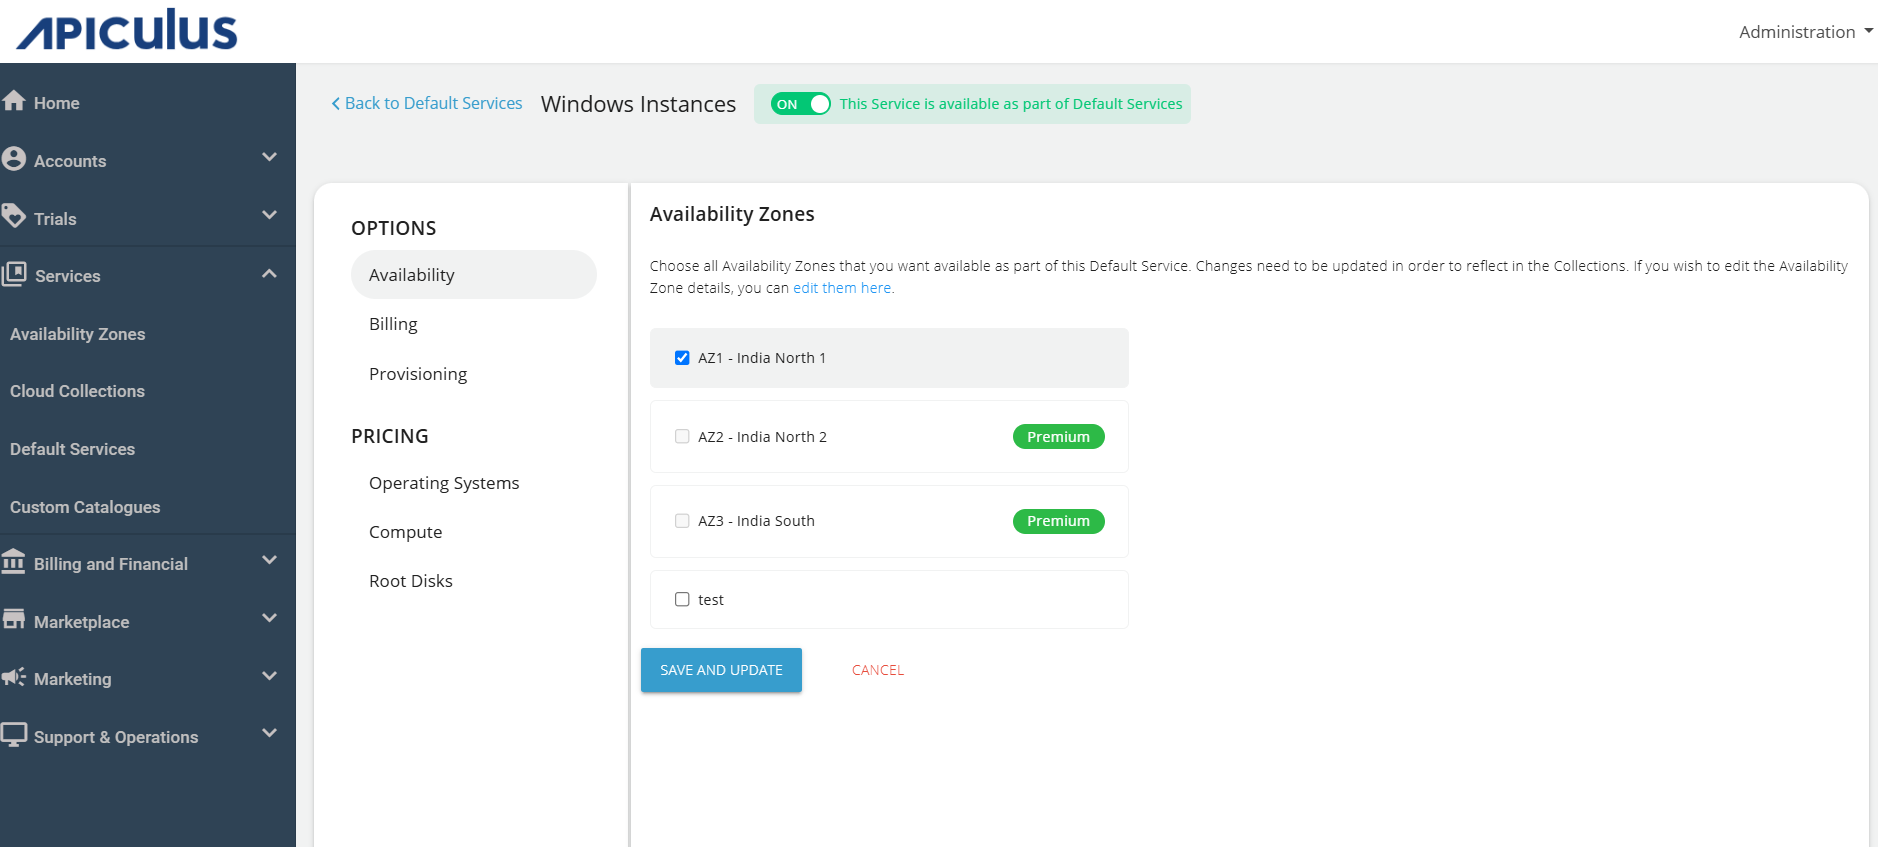 APICULUS
Administration
Home
Accounts
Trials
Services
Availability Zones
Cloud Collections
Default Services
Custom Catalogues
Billing and Financial
Marketplace
Marketing
Support & Operations
Back to Default Services
Windows Instances
ON
This Service is available as part of Default Services
OPTIONS
Availability
Billing
Provisioning
PRICING
Operating Systems
Compute
Root Disks
Availability Zones
Choose all Availability Zones that you want available as part of this Default Service. Changes need to be updated in order to reflect in the Collections. If you wish to edit the Availability
Zone details, you can edit them here.
AZ1 - India North 1
AZ2 - India North 2 Premium
AZ3 - India South Premium
test
SAVE AND UPDATE CANCEL